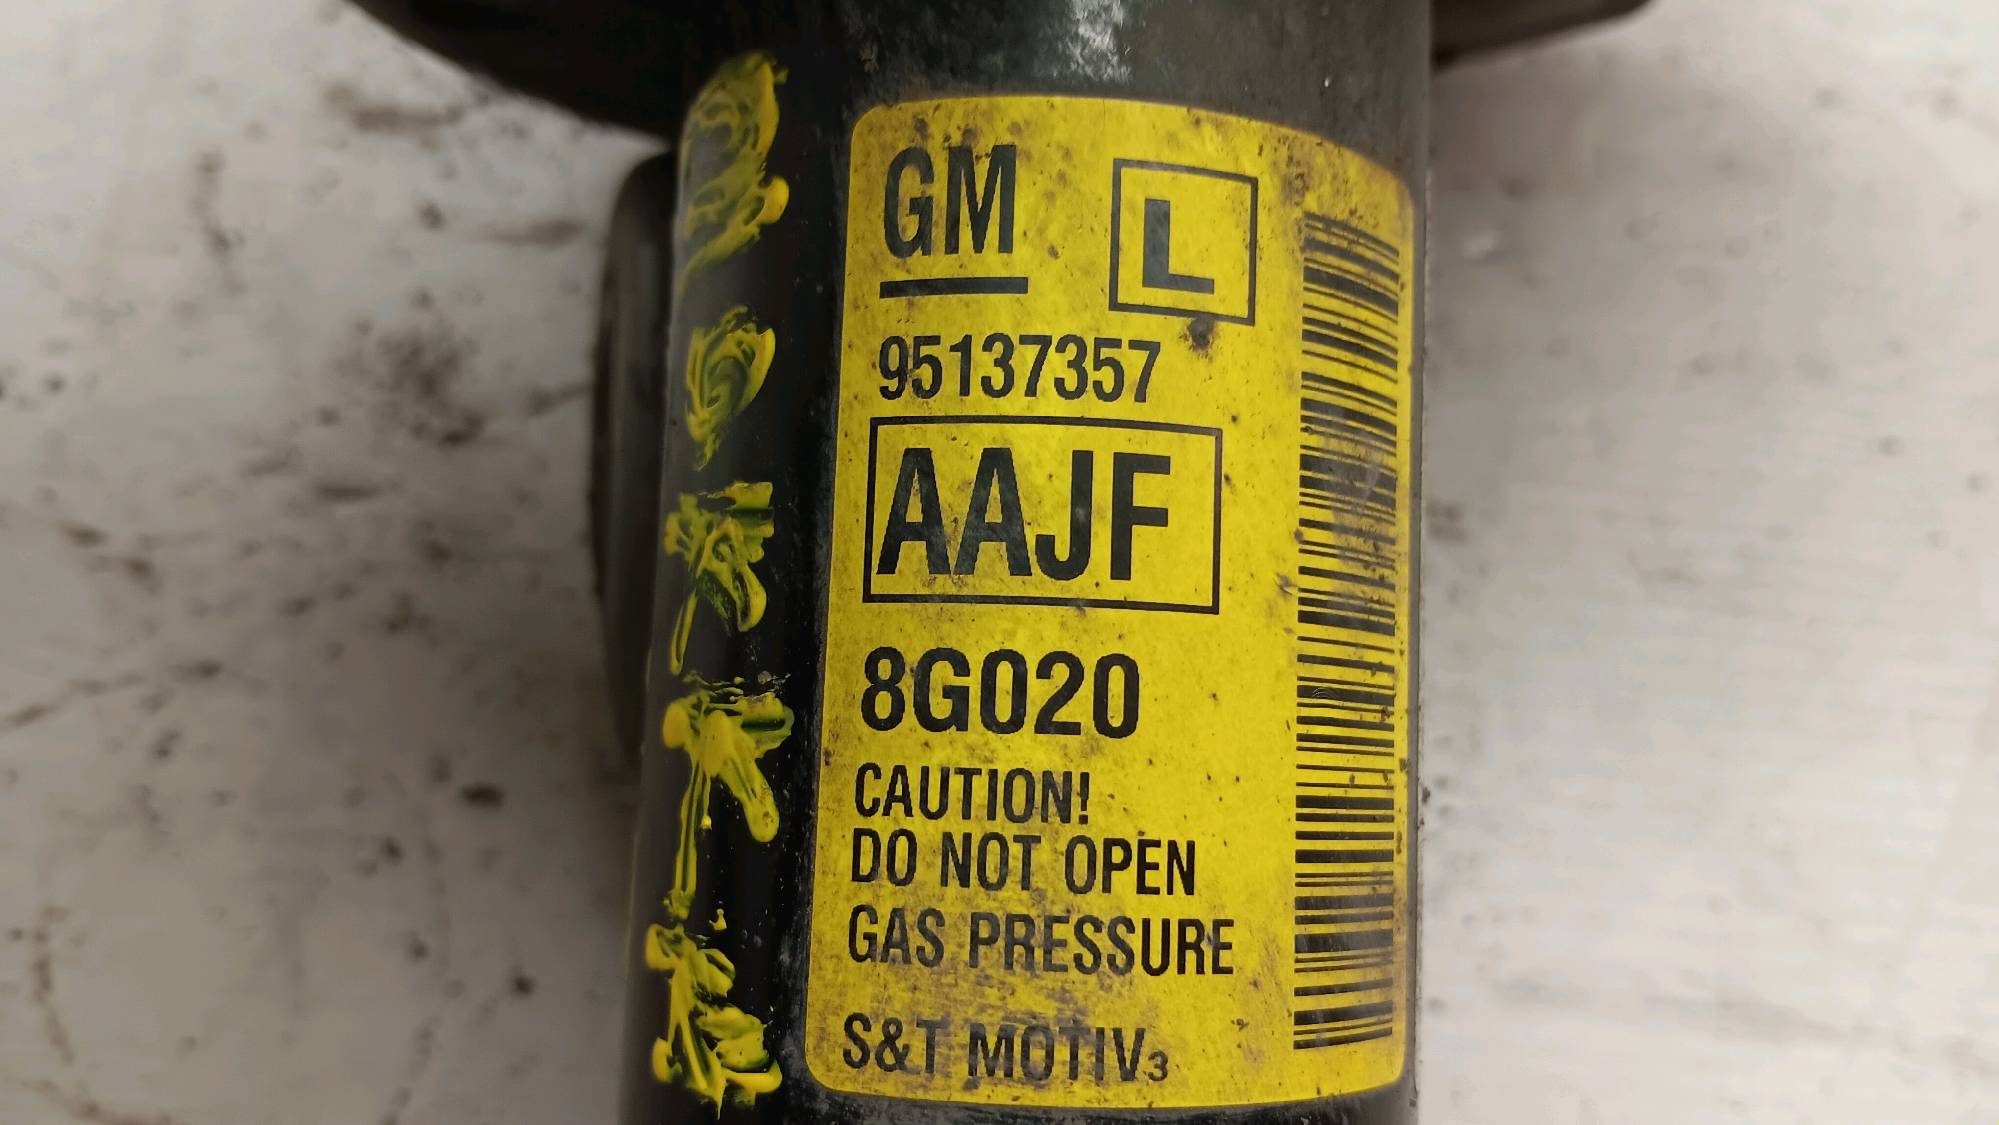 GM L
95137357
AAJF
8G020
CAUTION!
DO NOT OPEN
GAS PRESSURE
S&T MOTIV3